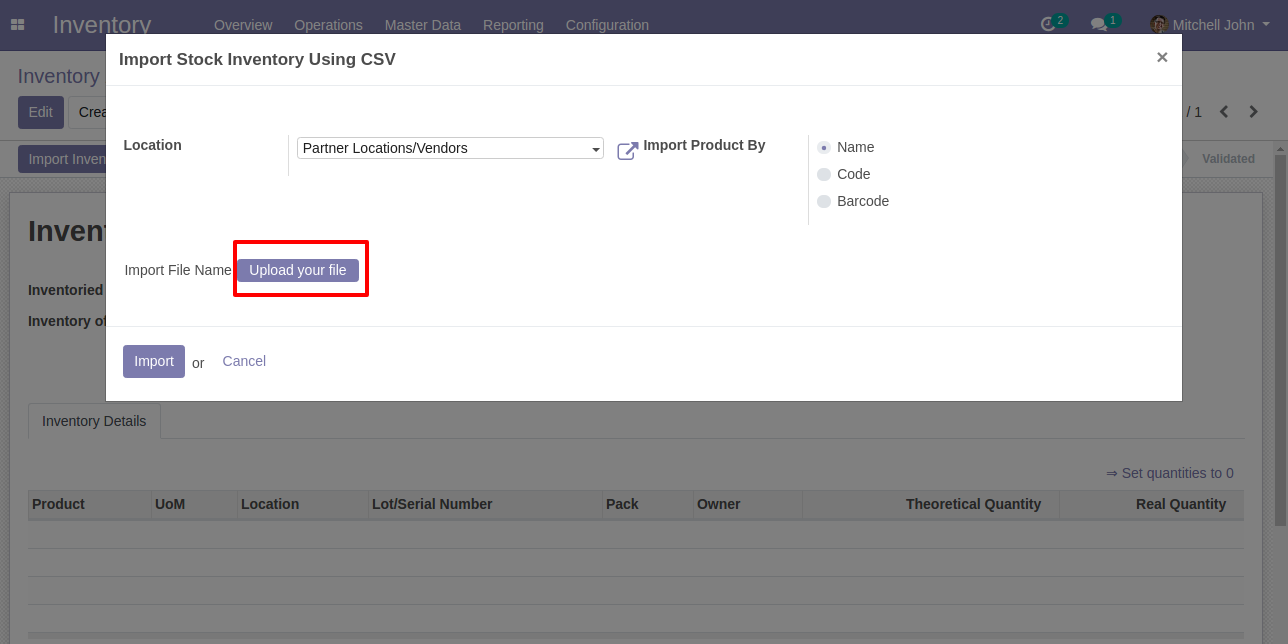 Inventory Overview Operations Master Data Reporting Configuration 2 1 Mitchell John
Import Stock Inventory Using CSV ×
Inventory
Edit Crea / 1
Location Partner Locations/Vendors Import Product By Name
Import Inven Validated
Code
Barcode
Inven
Import File Name Upload your file
Inventoried
Inventory of
Import or Cancel
Inventory Details
⇒ Set quantities to 0
Product UoM Location Lot/Serial Number Pack Owner Theoretical Quantity Real Quantity